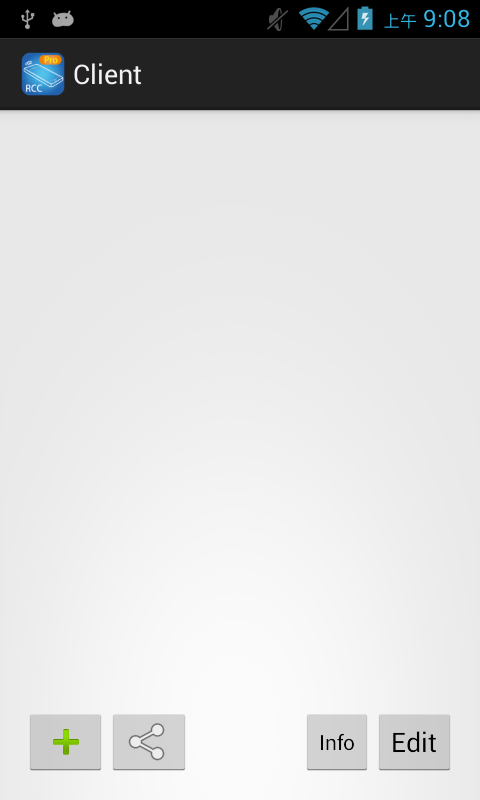 上午 9:08
Pro
RCC
Client
Info
Edit